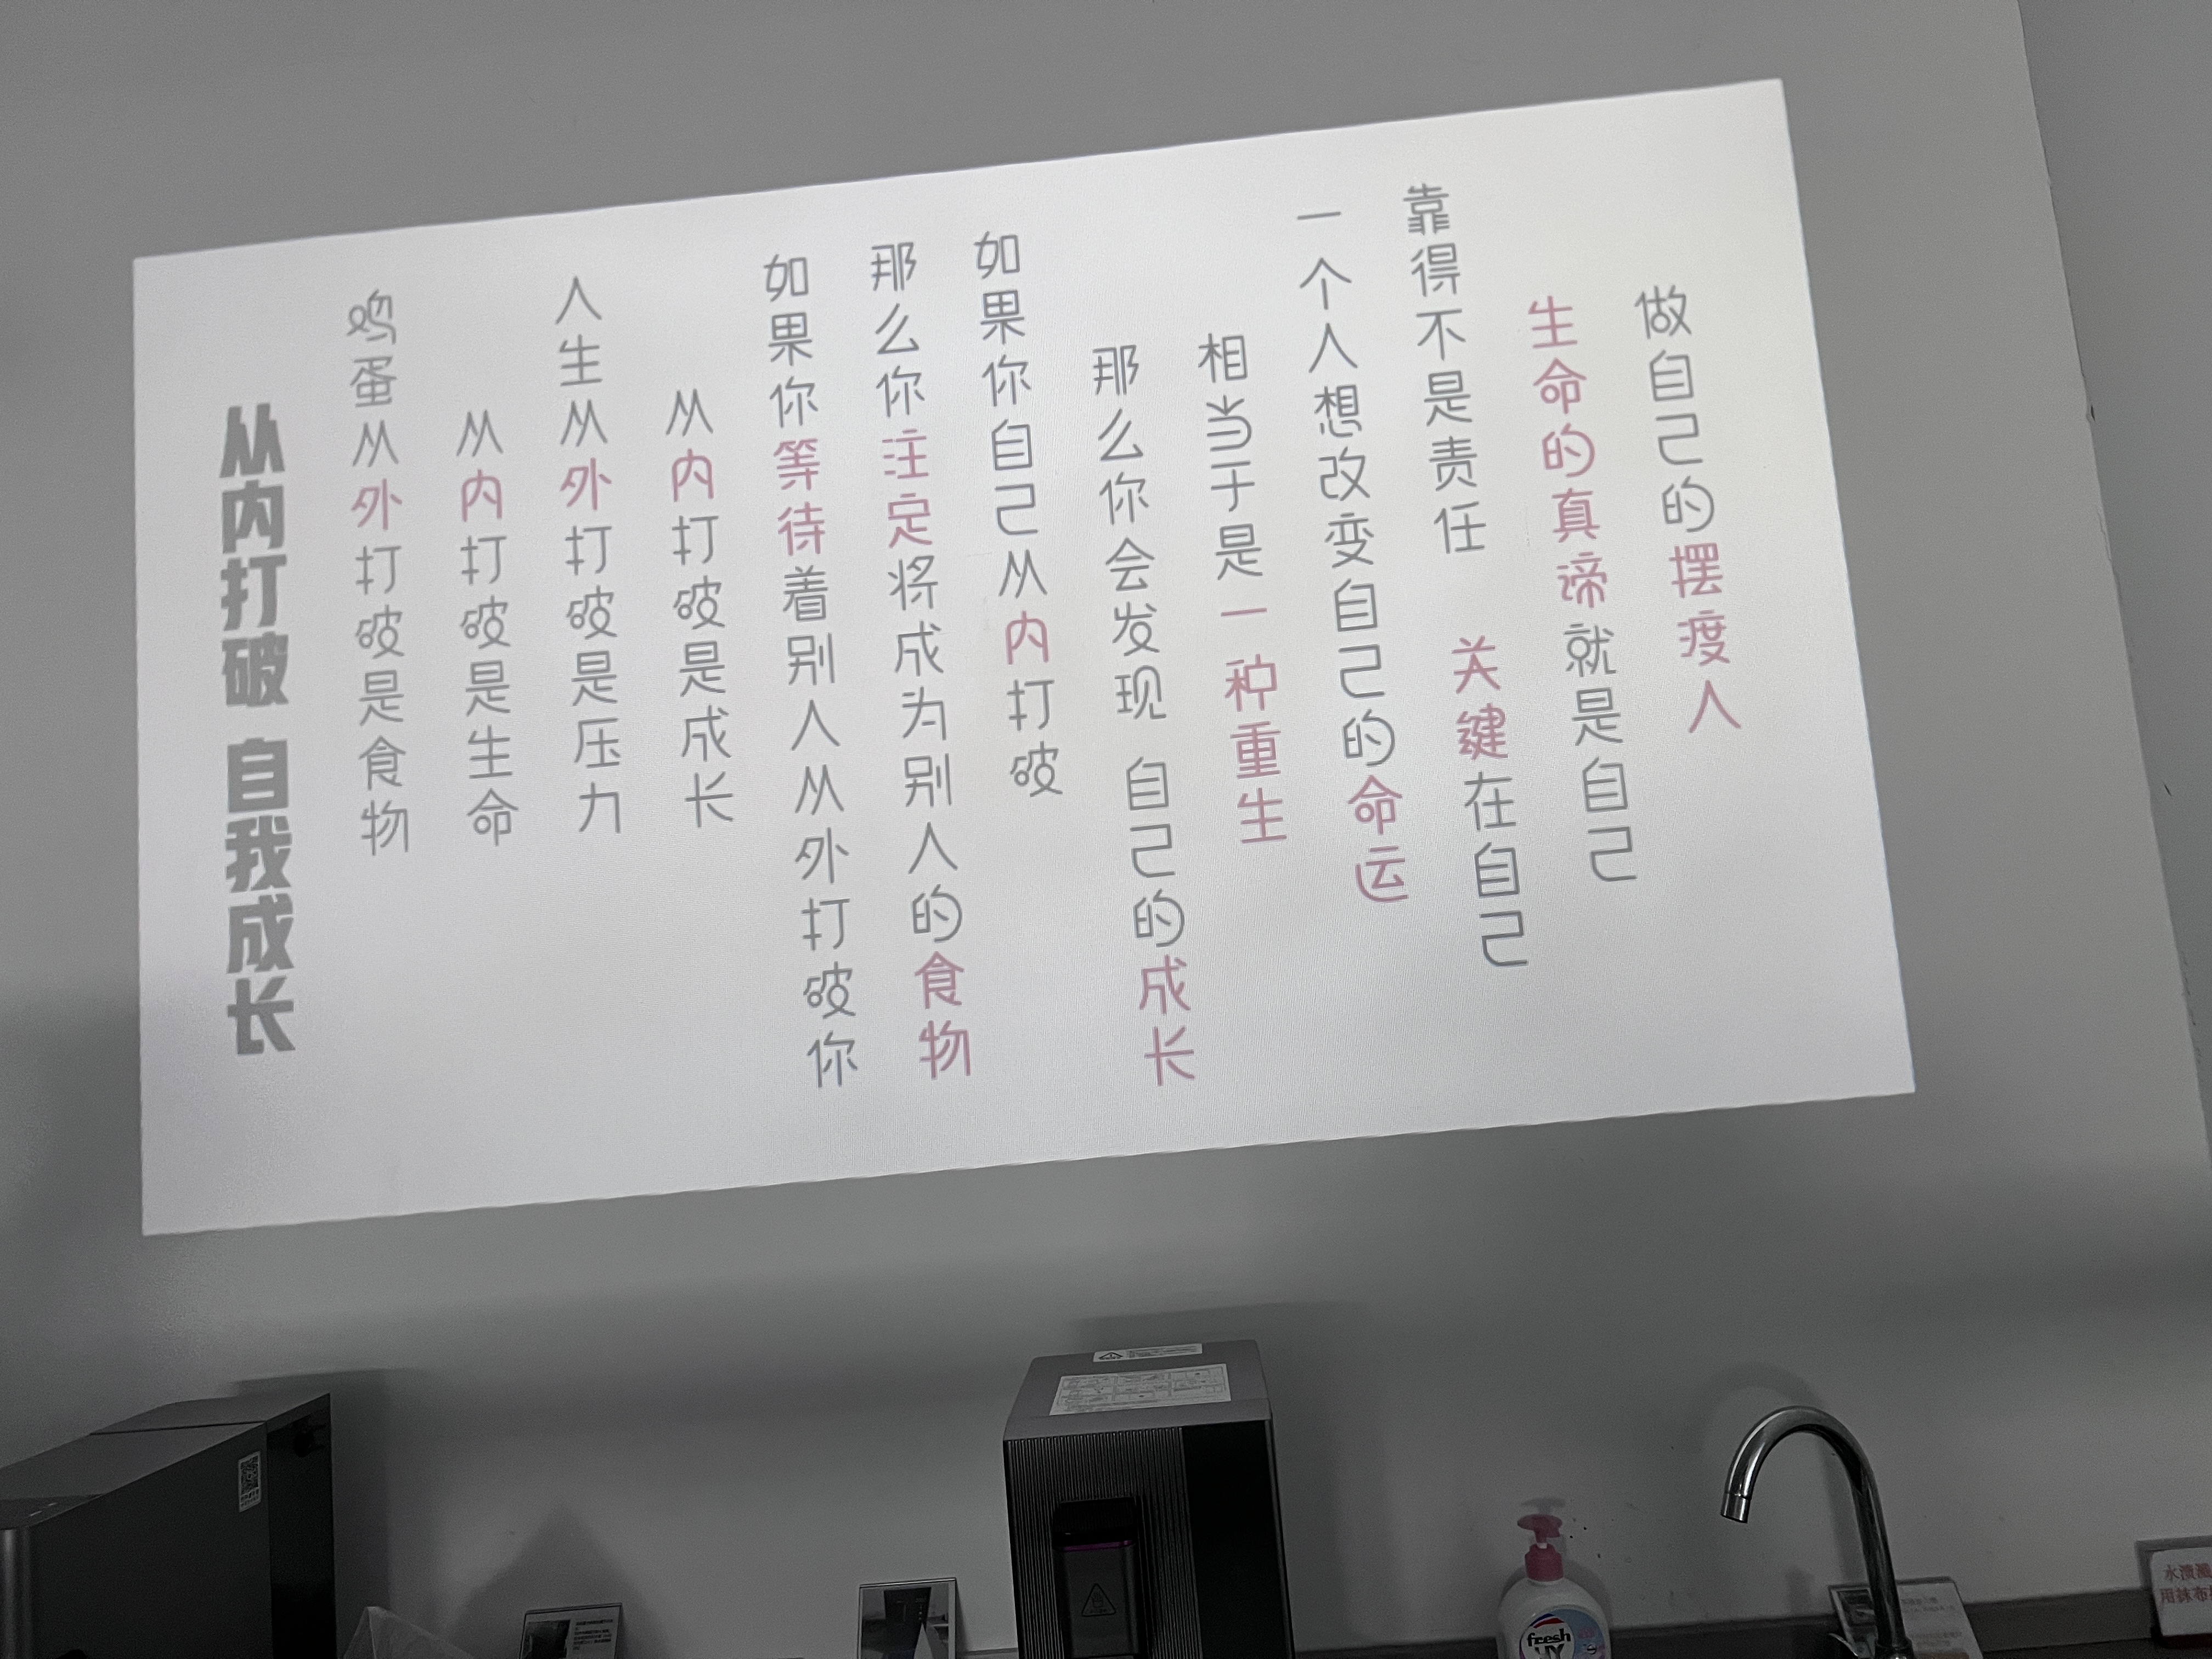 从内打破 自我成长
鸡蛋从外打破是食物
从内打破是生命
人生从外打破是压力
从内打破是成长
如果你等待着别人从外打破你
那么你注定将成为别人的食物
如果你自己从内打破
那么你会发现 自己的成长
相当于是一种重生
一个人想改变自己的命运
靠得不是责任 关键在自己
生命的真谛就是自己
做自己的摆度人
fresh